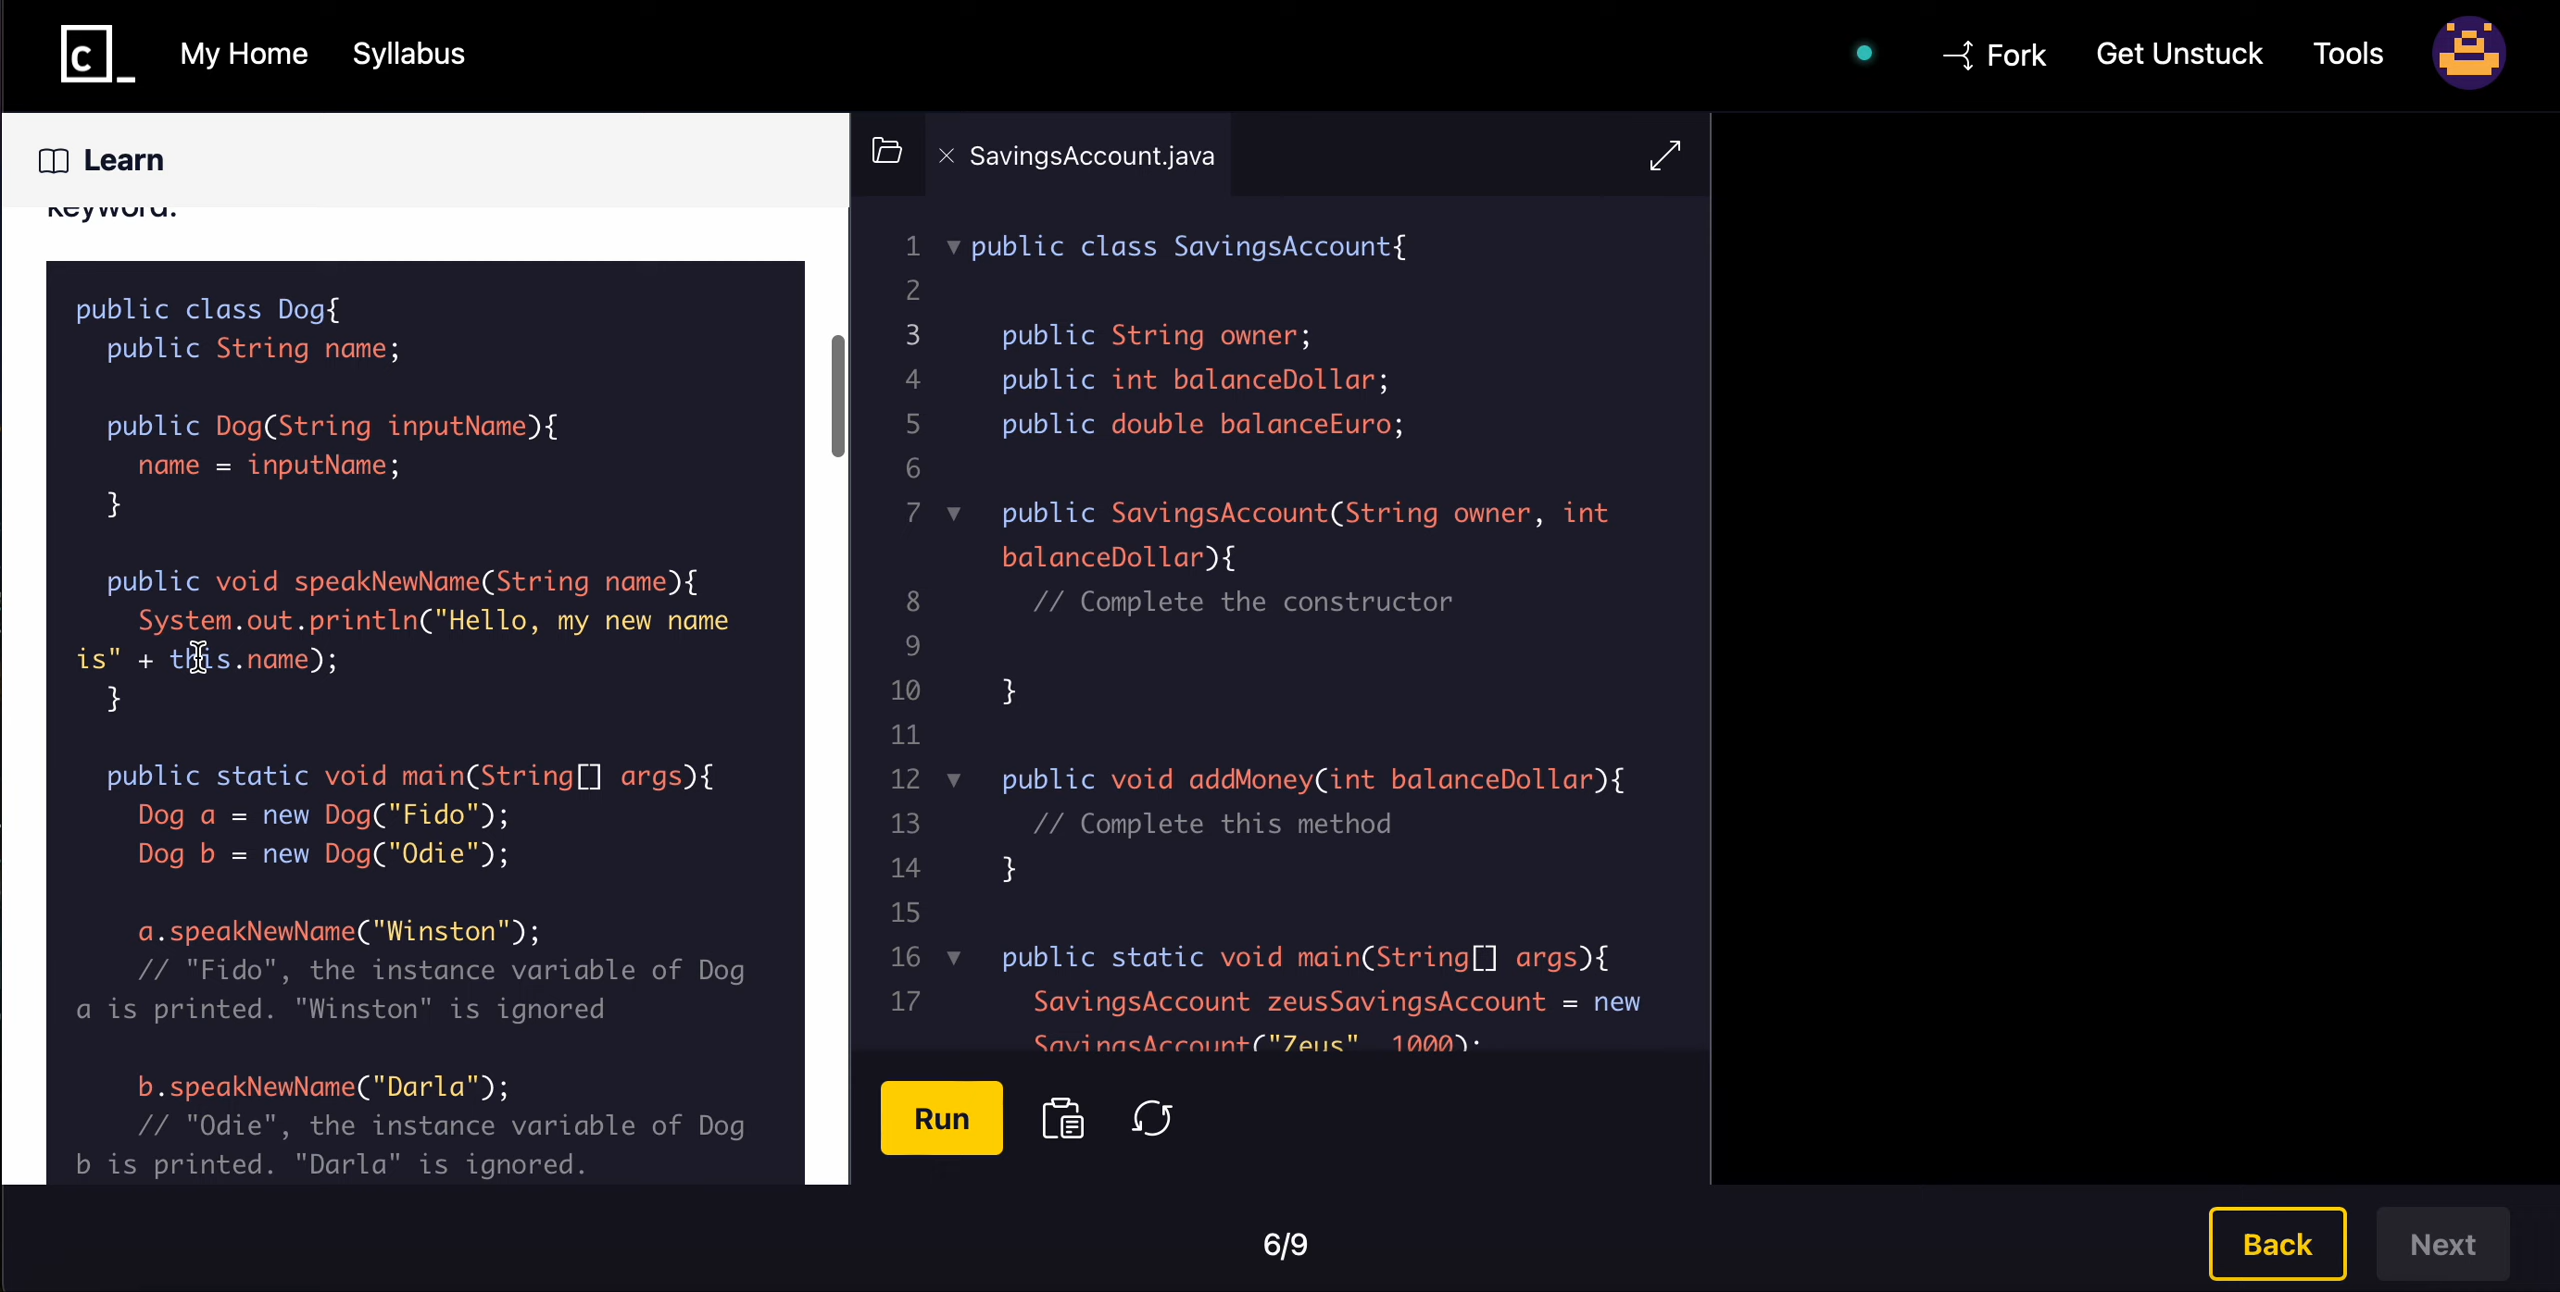 C_
My Home
Syllabus
Fork
Get Unstuck
Tools
Learn
keyword.
public class Dog{
public String name;
public Dog(String inputName){
name = inputName;
}
public void speakNewName(String name){
System.out.println("Hello, my new name
is" + this.name);
}
public static void main(String[] args){
Dog a = new Dog("Fido");
Dog b = new Dog("Odie");
a.speakNewName("Winston");
// "Fido", the instance variable of Dog
a is printed. "Winston" is ignored
b.speakNewName("Darla");
// "Odie", the instance variable of Dog
b is printed. "Darla" is ignored.
SavingsAccount.java
1 public class SavingsAccount{
2
3 public String owner;
4 public int balanceDollar;
5 public double balanceEuro;
6
7 public SavingsAccount(String owner, int
balanceDollar){
8 // Complete the constructor
9
10 }
11
12 public void addMoney(int balanceDollar){
13 // Complete this method
14 }
15
16 public static void main(String[] args){
17 SavingsAccount zeusSavingsAccount = new
SavingsAccount("Zeus", 1000);
Run
6/9
Back
Next